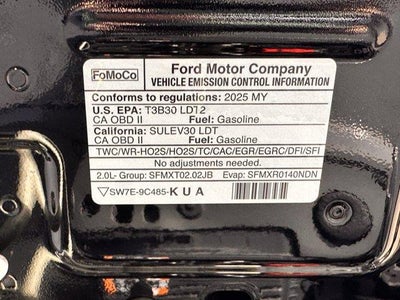 FoMoCo
Ford Motor Company
VEHICLE EMISSION CONTROL INFORMATION
Conforms to regulations: 2025 MY
U.S. EPA: T3B30 LDT2
CA OBD II Fuel: Gasoline
California: SULEV30 LDT
CA OBD II Fuel: Gasoline
TWC/WR-HO2S/HO2S/TC/CAC/EGR/EGRC/DFI/SFI
No adjustments needed.
2.0L- Group: SFMXT02.02JB Evap: SFMXR0140NDN
SW7E-9C485-KUA